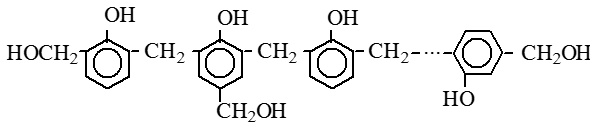 OH OH OH
HOCH₂ CH₂ CH₂ CH₂ ... CH₂OH
HO
CH₂OH